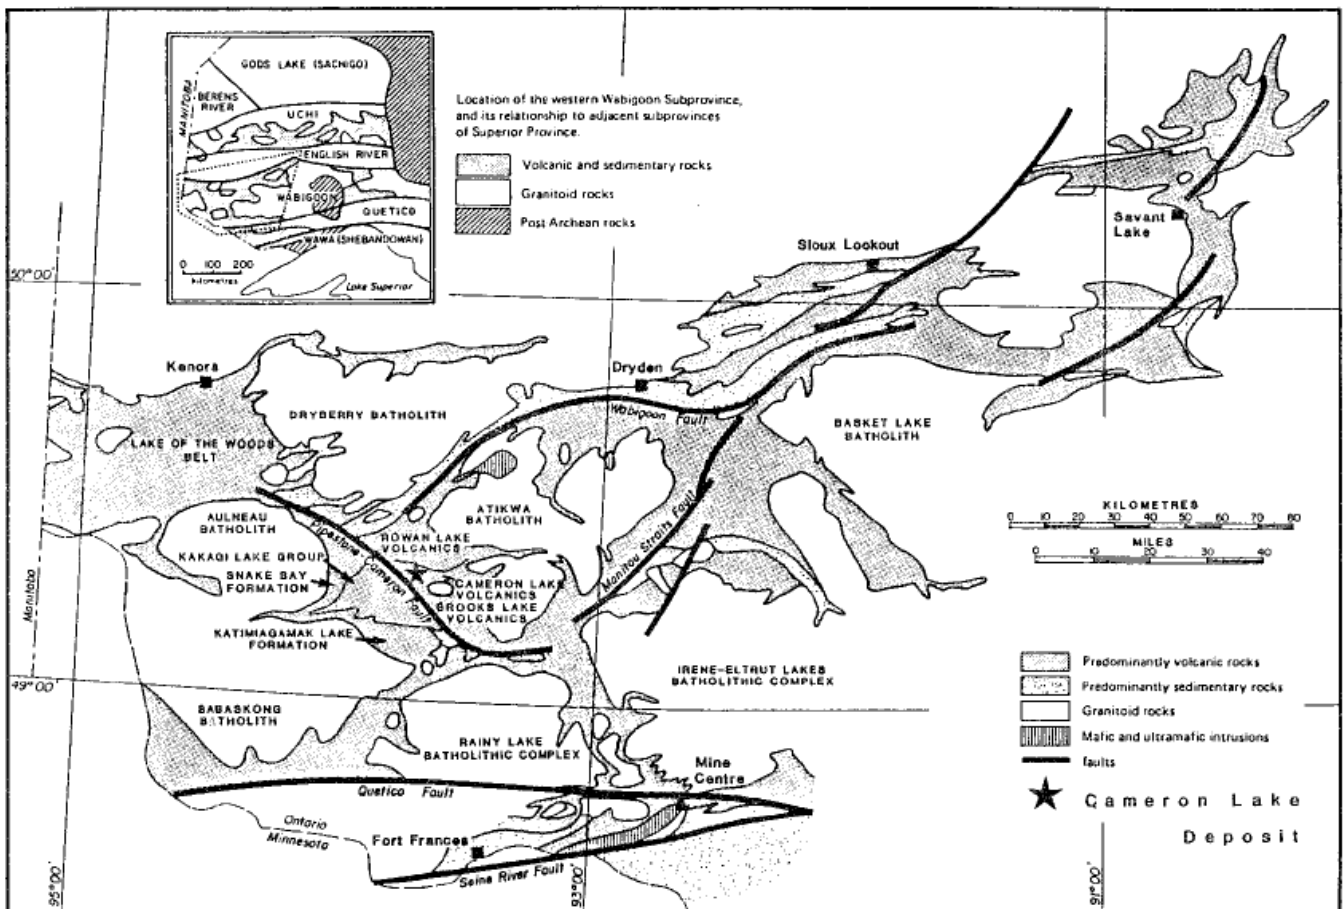 GODS LAKE (SACHIGO)
BERENS
RIVER
MANITOBA
UCHI
ENGLISH RIVER
WABIGOON
QUETICO
WAWA (SHEBANDOWAN)
0 100 200
kilometres
Lake Superior
Location of the western Wabigoon Subprovince,
and its relationship to adjacent subprovinces
of Superior Province.
Volcanic and sedimentary rocks
Granitoid rocks
Post Archean rocks
Savant
Lake
Sioux Lookout
50°00'
Kenora
Dryden
DRYBERRY BATHOLITH
Wabigoon Fault
BASKET LAKE
BATHOLITH
LAKE OF THE WOODS
BELT
AULNEAU
BATHOLITH
ATIKWA
BATHOLITH
Pipestone Cameron Fault
ROWAN LAKE
VOLCANICS
KAKAGI LAKE GROUP
SNAKE BAY
FORMATION
CAMERON LAKE
VOLCANICS
BROOKS LAKE
VOLCANICS
Manitou Straits Fault
KATIMIAGAMAK LAKE
FORMATION
Manitoba
KILOMETRES
0 10 20 30 40 50 60 70 80
MILES
0 10 20 30 40
IRENE-ELTRUT LAKES
BATHOLITHIC COMPLEX
49°00'
SABASKONG
BATHOLITH
RAINY LAKE
BATHOLITHIC COMPLEX
Mine
Centre
Quetico Fault
Ontario
Minnesota
Fort Frances
Seine River Fault
Predominantly volcanic rocks
Predominantly sedimentary rocks
Granitoid rocks
Mafic and ultramafic intrusions
faults
Cameron Lake
Deposit
95°00'
93°00'
91°00'